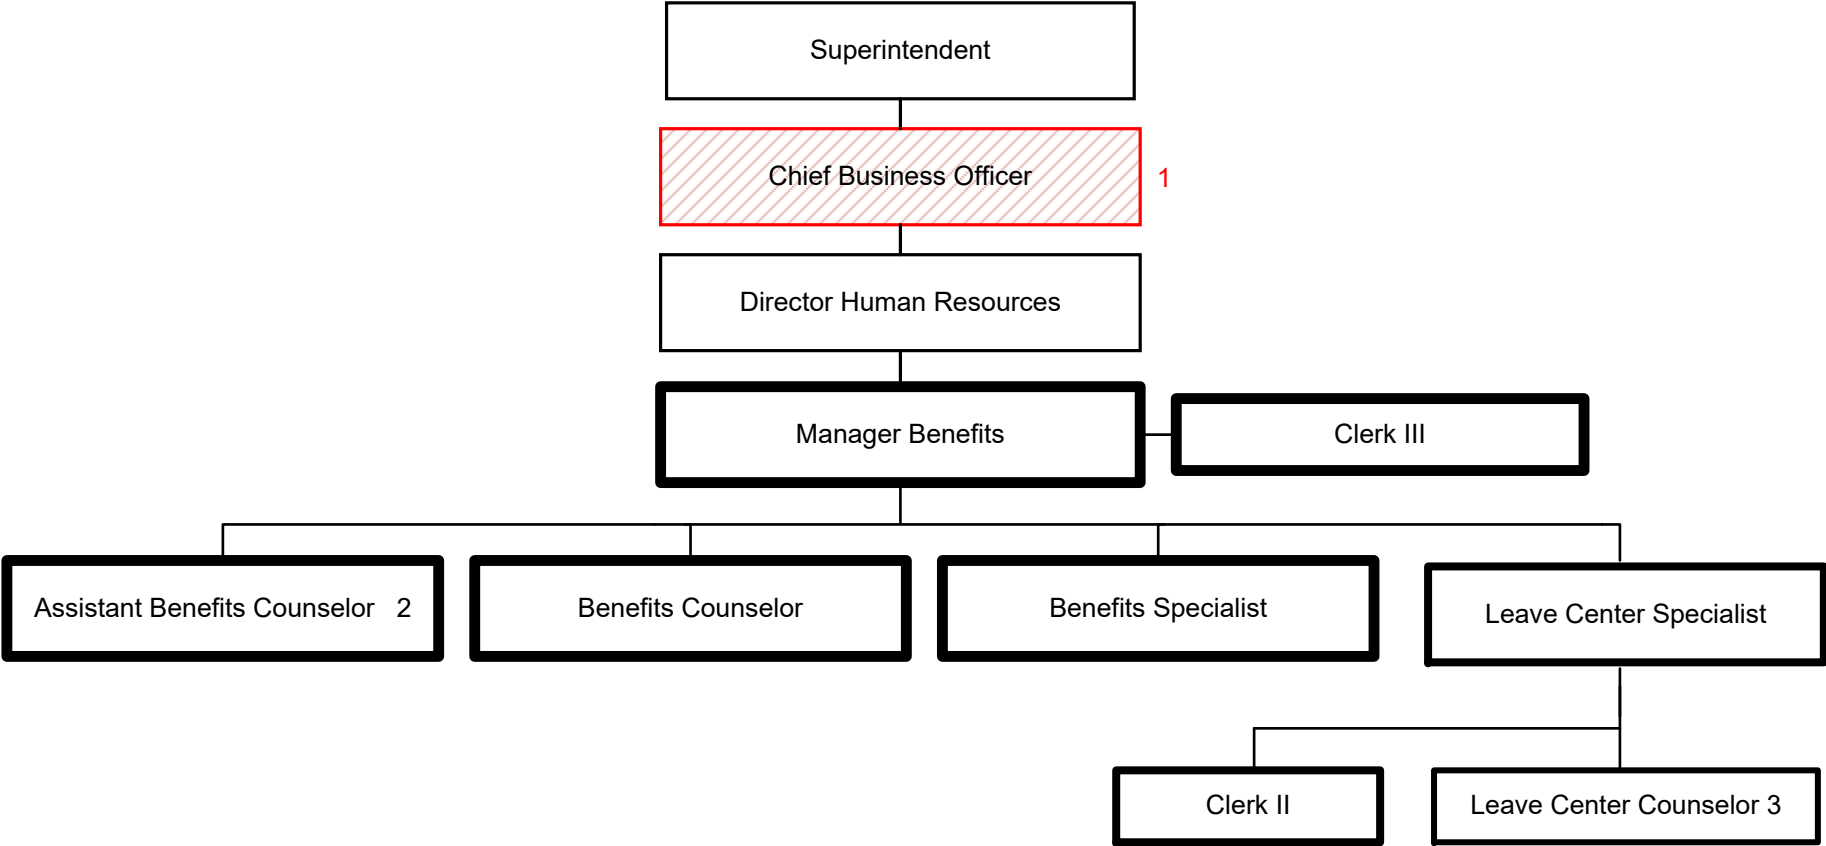 Superintendent
Chief Business Officer 1
Director Human Resources
Manager Benefits
Clerk III
Assistant Benefits Counselor 2
Benefits Counselor
Benefits Specialist
Leave Center Specialist
Clerk II
Leave Center Counselor 3